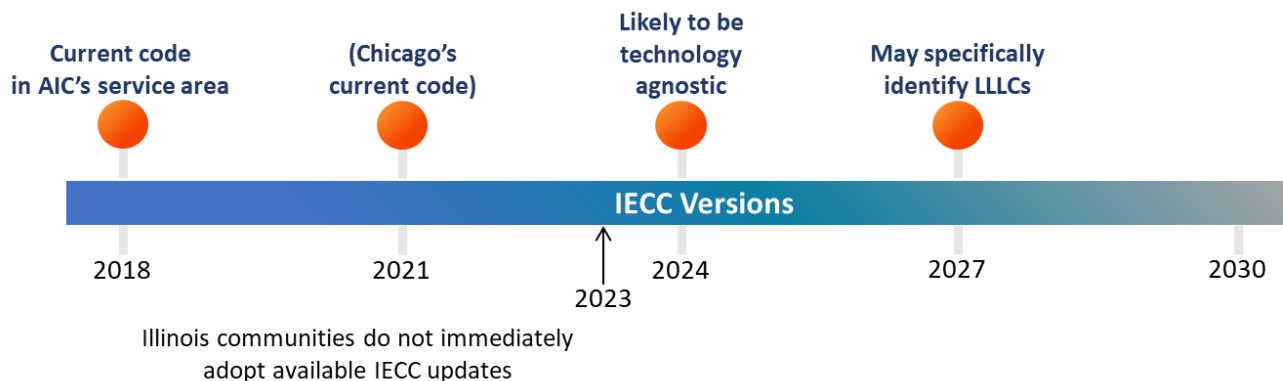 Current code
in AIC's service area
(Chicago's
current code)
Likely to be
technology
agnostic
May specifically
identify LLLCs
IECC Versions
2018
2021
2024
2027
2030
2023
Illinois communities do not immediately
adopt available IECC updates